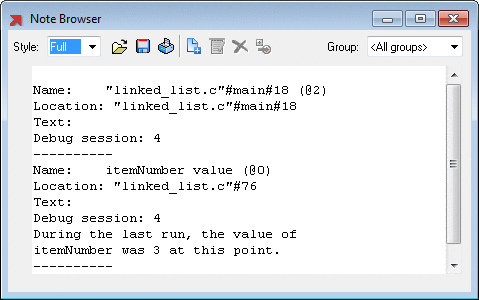 Note Browser
Style: Full Group: <All groups>
Name: "linked_list.c"#main#18 (@2)
Location: "linked_list.c"#main#18
Text:
Debug session: 4
----------
Name: itemNumber value (@0)
Location: "linked_list.c"#76
Text:
Debug session: 4
During the last run, the value of
itemNumber was 3 at this point.
----------